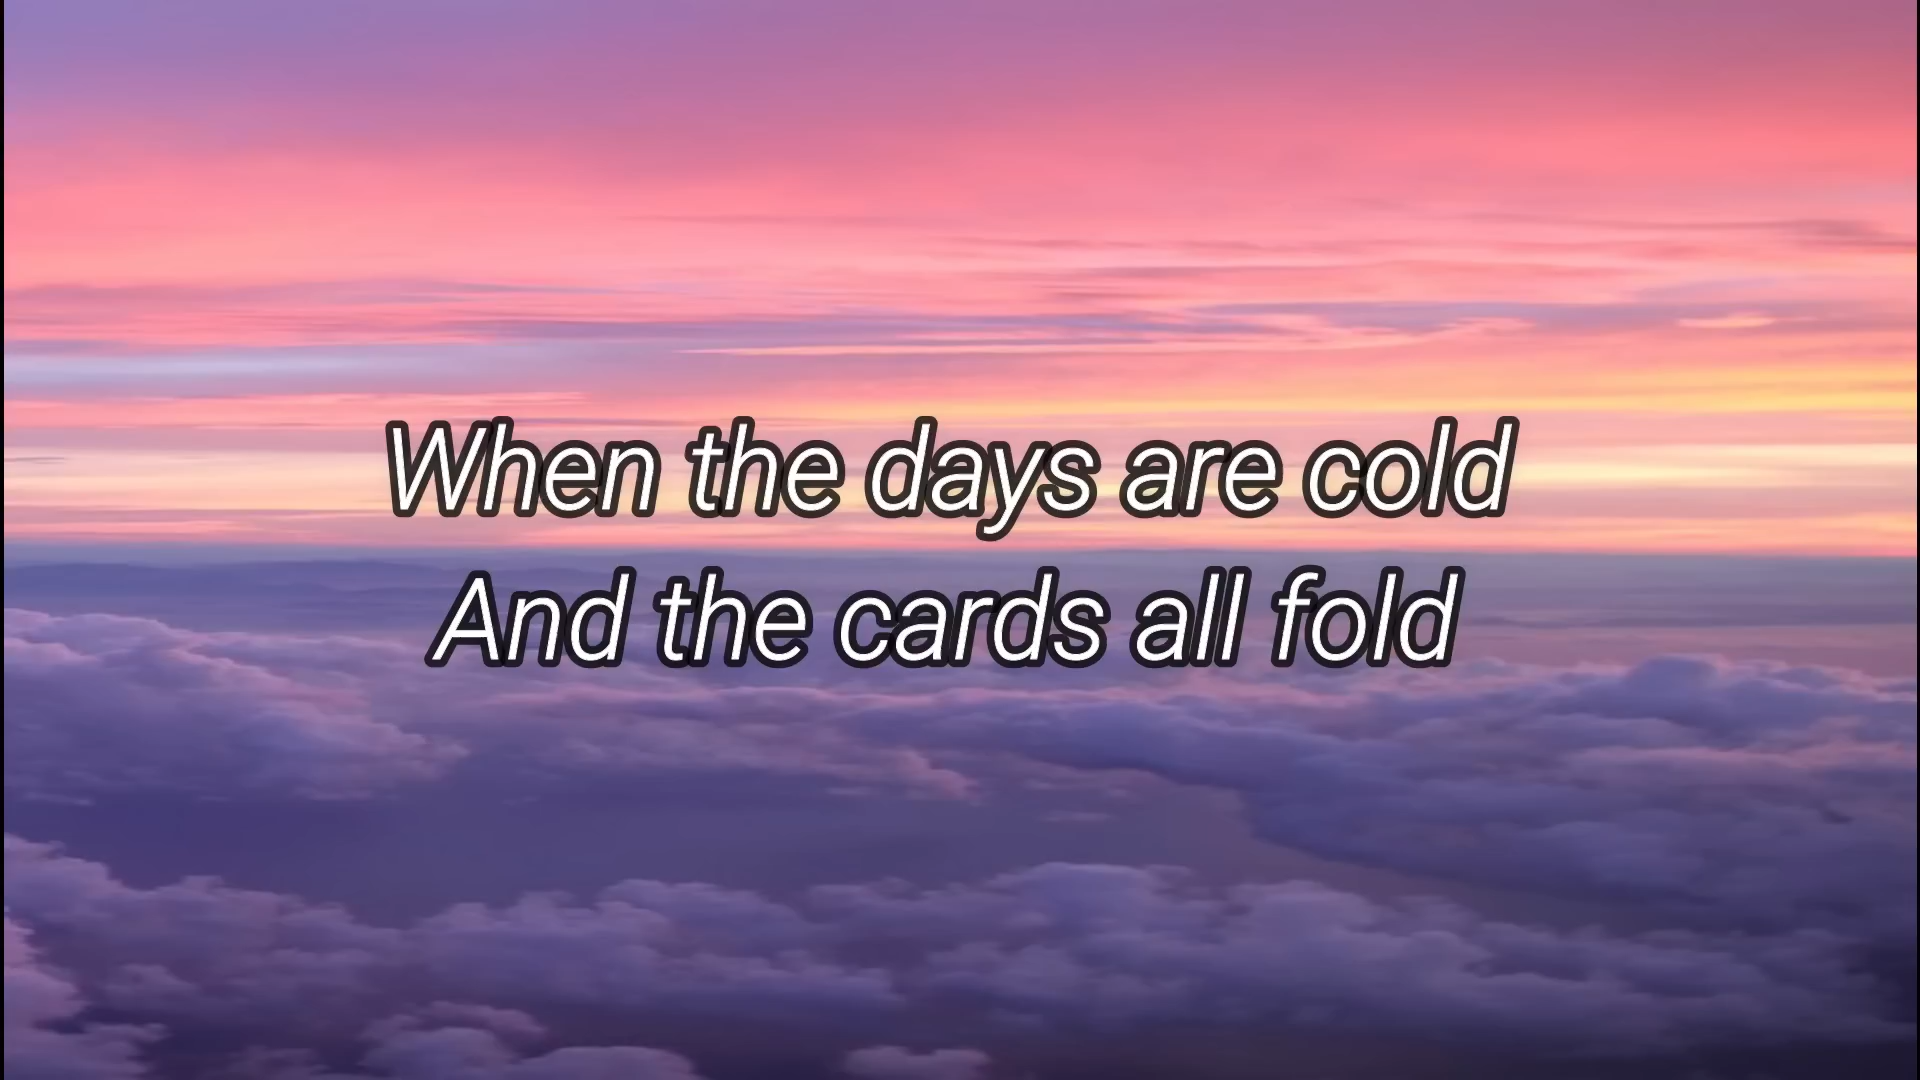 When the days are cold
And the cards all fold